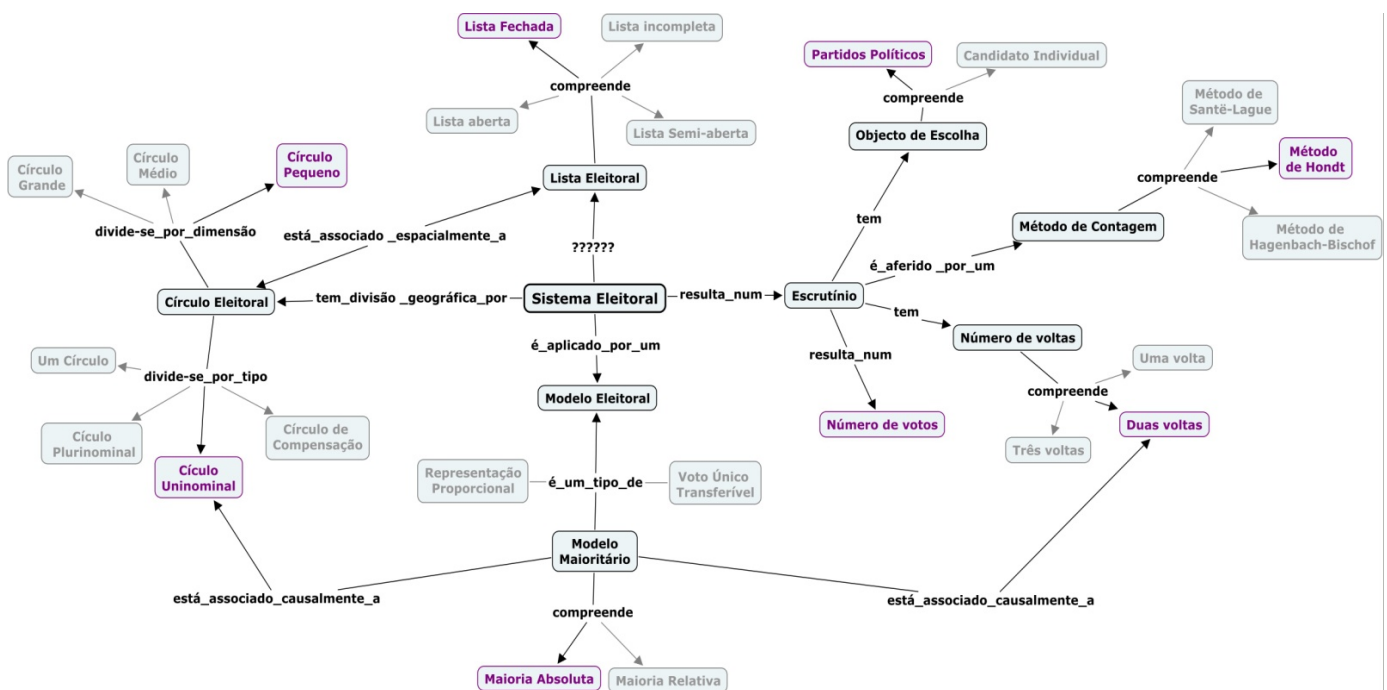 Lista Fechada
Lista incompleta
compreende
Lista aberta
Lista Semi-aberta
Lista Eleitoral
Partidos Políticos
Candidato Individual
compreende
Objecto de Escolha
Método de
Santë-Lague
Método
de Hondt
compreende
Método de
Hagenbach-Bischof
Método de Contagem
tem
é_aferido _por_um
Círculo
Grande
Círculo
Médio
Círculo
Pequeno
divide-se_por_dimensão
está_associado _espacialmente_a
??????
Círculo Eleitoral
tem_divisão _geográfica_por
Sistema Eleitoral
resulta_num
Escrutínio
tem
Número de voltas
resulta_num
Uma volta
compreende
Três voltas
Duas voltas
Número de votos
é_aplicado_por_um
Modelo Eleitoral
Um Círculo
divide-se_por_tipo
Cículo
Plurinominal
Círculo de
Compensação
Cículo
Uninominal
Representação
Proporcional
é_um_tipo_de
Voto Único
Transferível
Modelo
Maioritário
está_associado_causalmente_a
está_associado_causalmente_a
compreende
Maioria Absoluta
Maioria Relativa